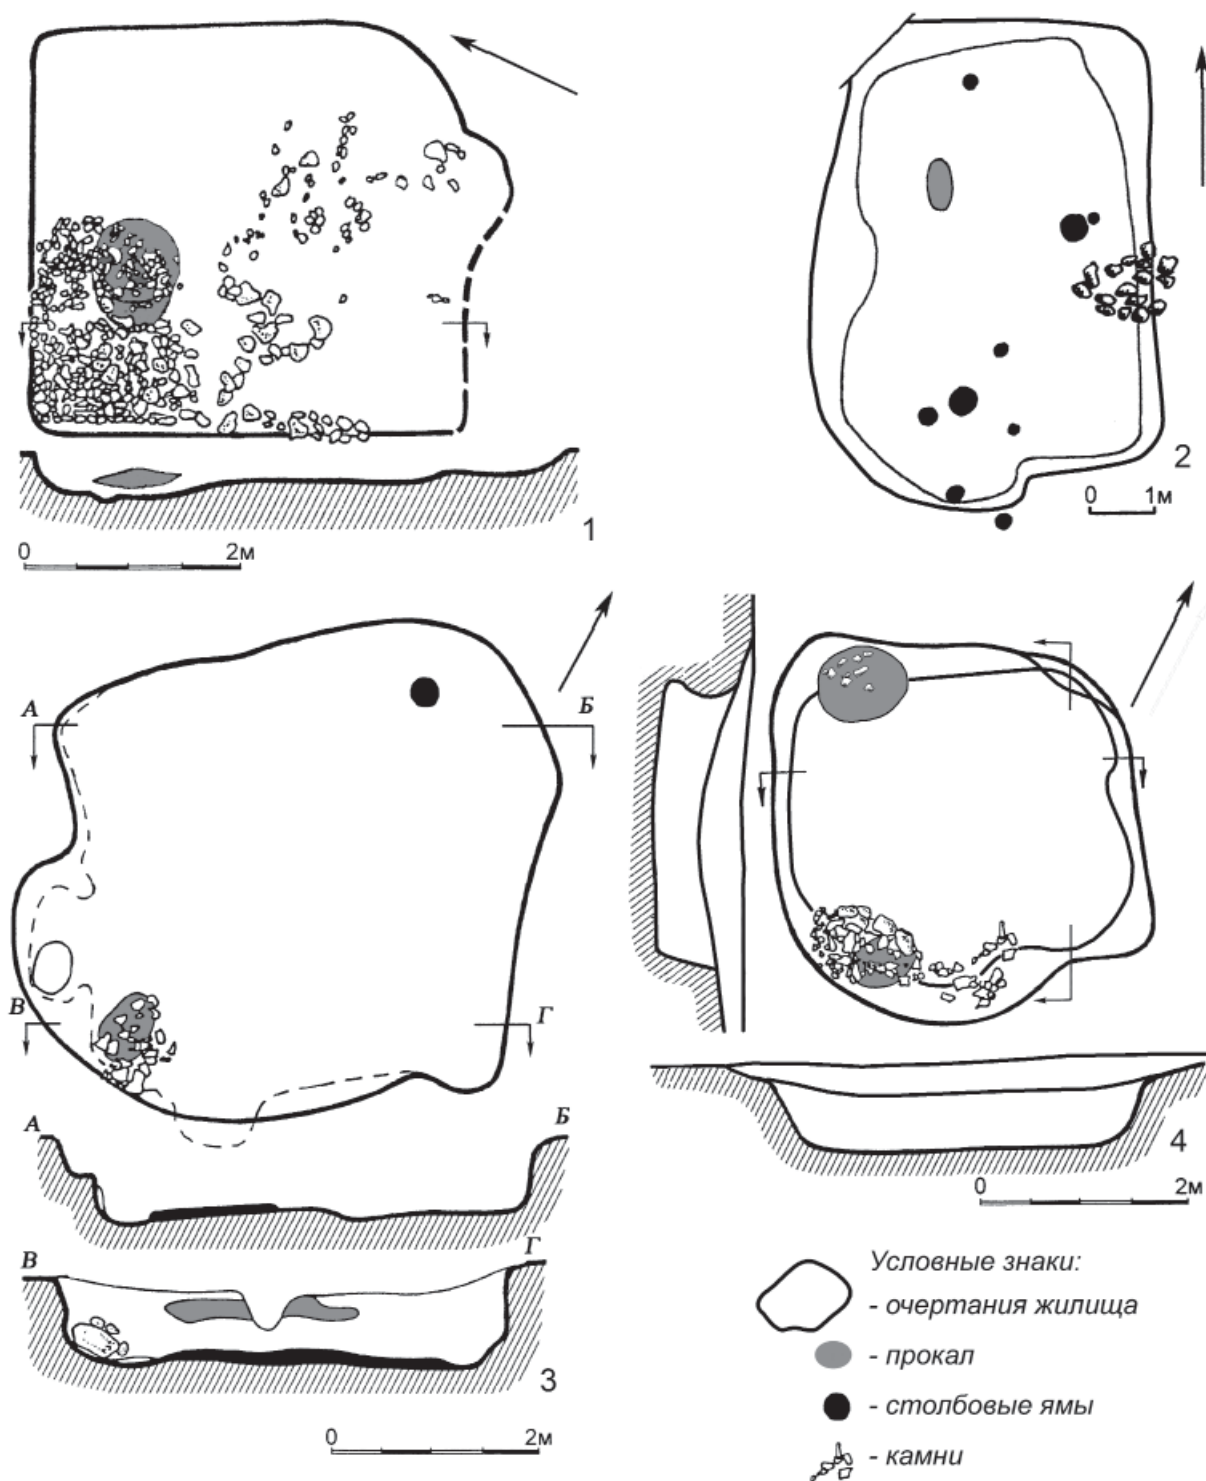 1
0 2м
2
0 1м
А Б
В Г
А Б
В Г
3
0 2м
4
0 2м
Условные знаки:
- очертания жилища
- прокал
- столбовые ямы
- камни